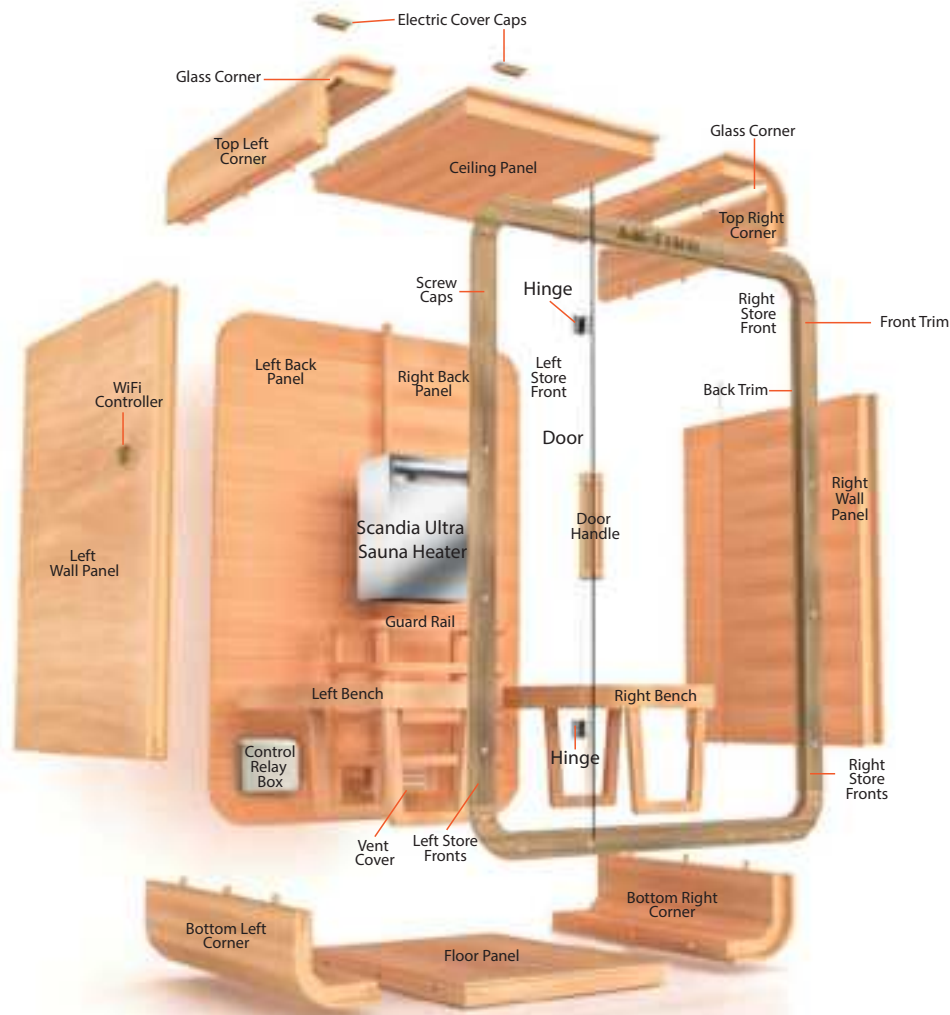 Electric Cover Caps
Glass Corner
Top Left
Corner
Ceiling Panel
Glass Corner
Top Right
Corner
Screw
Caps
Hinge
Right
Store
Front
Front Trim
Left Back
Panel
Right Back
Panel
Left
Store
Front
Back Trim
WiFi
Controller
Door
Right
Wall
Panel
Scandia Ultra
Sauna Heater
Door
Handle
Left
Wall Panel
Guard Rail
Left Bench
Right Bench
Control
Relay
Box
Hinge
Right
Store
Fronts
Vent
Cover
Left Store
Fronts
Bottom Left
Corner
Bottom Right
Corner
Floor Panel